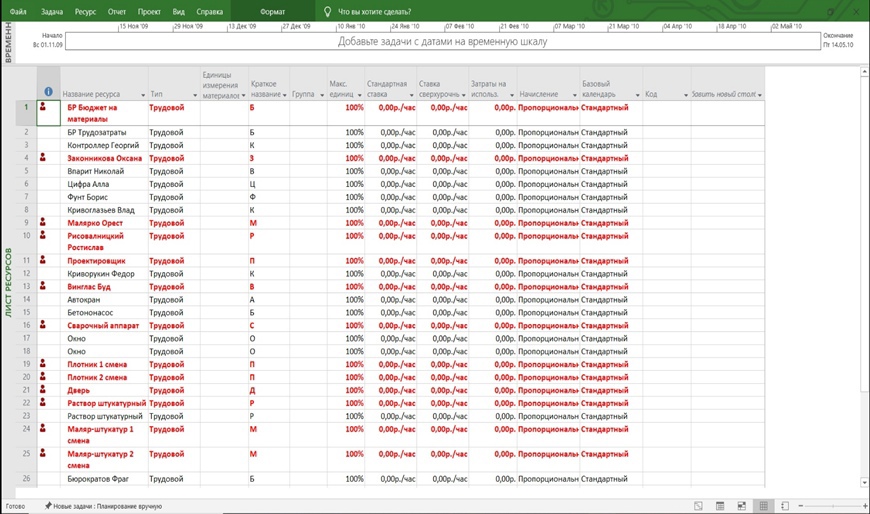 Файл Задача Ресурс Отчет Проект Вид Справка Формат Что вы хотите сделать?
15 Ноя '09 29 Ноя '09 13 Дек '09 27 Дек '09 10 Янв '10 24 Янв '10 07 Фев '10 21 Фев '10 07 Мар '10 21 Мар '10 04 Апр '10 18 Апр '10 02 Май '10
Начало
Вс 01.11.09
Добавьте задачи с датами на временную шкалу
Окончание
Пт 14.05.10
ВРЕМЕНН
ЛИСТ РЕСУРСОВ
Название ресурса Тип Единицы измерения материалов Краткое название Группа Макс. единиц Стандартная ставка Ставка сверхурочнь Затраты на использ. Начисление Базовый календарь Код бавить новый столб
1 БР Бюджет на материалы Трудовой Б 100% 0,00р./час 0,00р./час 0,00р. Пропорциональн Стандартный
2 БР Трудозатраты Трудовой Б 100% 0,00р./час 0,00р./час 0,00р. Пропорциональн Стандартный
3 Контроллер Георгий Трудовой К 100% 0,00р./час 0,00р./час 0,00р. Пропорциональн Стандартный
4 Законникова Оксана Трудовой З 100% 0,00р./час 0,00р./час 0,00р. Пропорциональн Стандартный
5 Впарит Николай Трудовой В 100% 0,00р./час 0,00р./час 0,00р. Пропорциональн Стандартный
6 Цифра Алла Трудовой Ц 100% 0,00р./час 0,00р./час 0,00р. Пропорциональн Стандартный
7 Фунт Борис Трудовой Ф 100% 0,00р./час 0,00р./час 0,00р. Пропорциональн Стандартный
8 Кривоглазьев Влад Трудовой К 100% 0,00р./час 0,00р./час 0,00р. Пропорциональн Стандартный
9 Малярко Орест Трудовой М 100% 0,00р./час 0,00р./час 0,00р. Пропорциональн Стандартный
10 Рисовалницкий Ростислав Трудовой Р 100% 0,00р./час 0,00р./час 0,00р. Пропорциональн Стандартный
11 Проектировщик Трудовой П 100% 0,00р./час 0,00р./час 0,00р. Пропорциональн Стандартный
12 Криворукин Федор Трудовой К 100% 0,00р./час 0,00р./час 0,00р. Пропорциональн Стандартный
13 Винглас Буд Трудовой В 100% 0,00р./час 0,00р./час 0,00р. Пропорциональн Стандартный
14 Автокран Трудовой А 100% 0,00р./час 0,00р./час 0,00р. Пропорциональн Стандартный
15 Бетононасос Трудовой Б 100% 0,00р./час 0,00р./час 0,00р. Пропорциональн Стандартный
16 Сварочный аппарат Трудовой С 100% 0,00р./час 0,00р./час 0,00р. Пропорциональн Стандартный
17 Окно Трудовой О 100% 0,00р./час 0,00р./час 0,00р. Пропорциональн Стандартный
18 Окно Трудовой О 100% 0,00р./час 0,00р./час 0,00р. Пропорциональн Стандартный
19 Плотник 1 смена Трудовой П 100% 0,00р./час 0,00р./час 0,00р. Пропорциональн Стандартный
20 Плотник 2 смена Трудовой П 100% 0,00р./час 0,00р./час 0,00р. Пропорциональн Стандартный
21 Дверь Трудовой Д 100% 0,00р./час 0,00р./час 0,00р. Пропорциональн Стандартный
22 Раствор штукатурный Трудовой Р 100% 0,00р./час 0,00р./час 0,00р. Пропорциональн Стандартный
23 Раствор штукатурный Трудовой Р 100% 0,00р./час 0,00р./час 0,00р. Пропорциональн Стандартный
24 Маляр-штукатур 1 смена Трудовой М 100% 0,00р./час 0,00р./час 0,00р. Пропорциональн Стандартный
25 Маляр-штукатур 2 смена Трудовой М 100% 0,00р./час 0,00р./час 0,00р. Пропорциональн Стандартный
26 Бюрократов Фраг Трудовой Б 100% 0,00р./час 0,00р./час 0,00р. Пропорциональн Стандартный
Готово Новые задачи : Планирование вручную